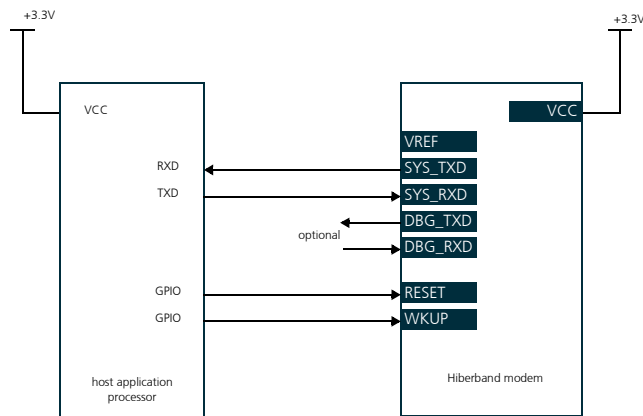 +3.3V
+3.3V
VCC
VCC
VREF
RXD
SYS_TXD
TXD
SYS_RXD
DBG_TXD
optional
DBG_RXD
GPIO
RESET
GPIO
WKUP
host application
processor
Hiberband modem